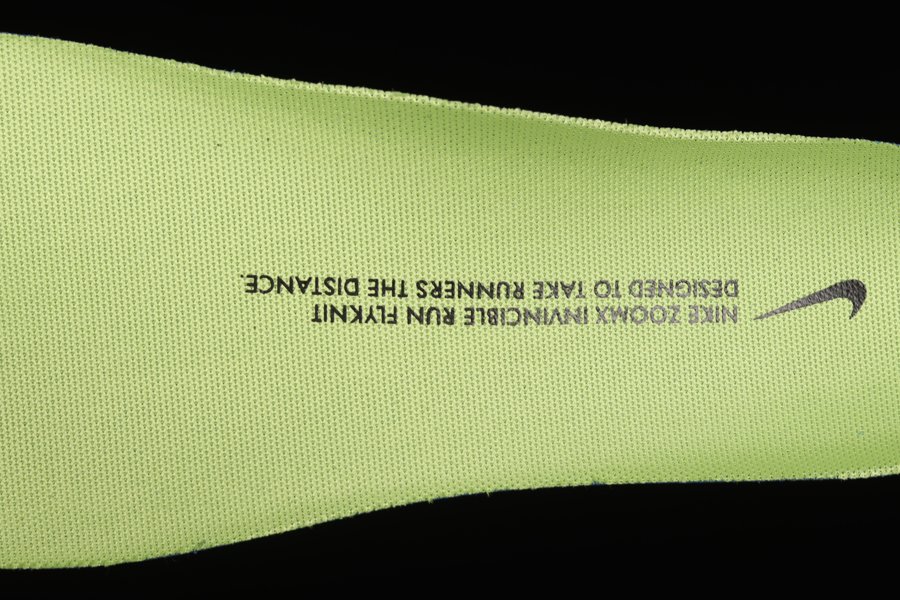 NIKE ZOOMX INVINCIBLE RUN FLYKNIT
DESIGNED TO TAKE RUNNERS THE DISTANCE.